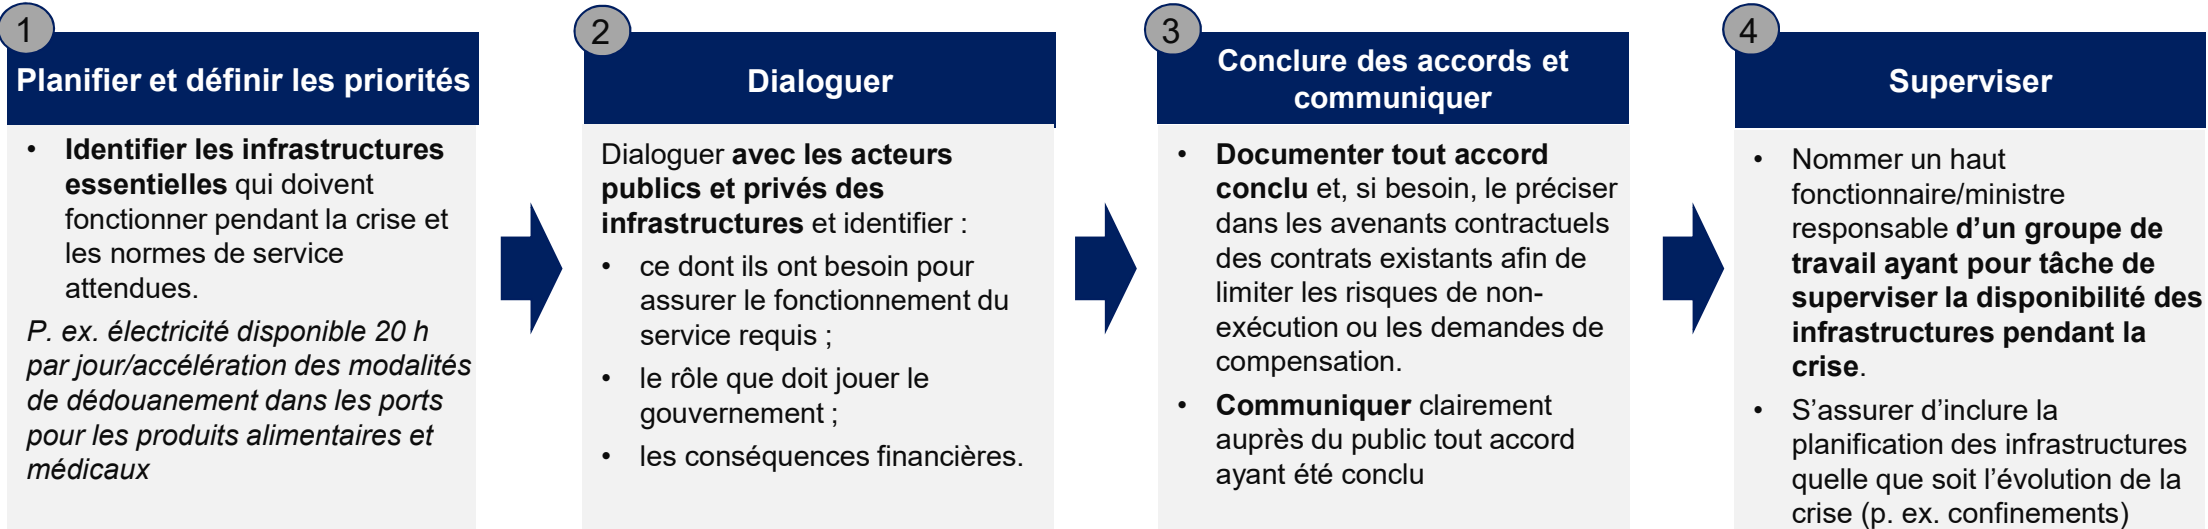 1
Planifier et définir les priorités
• Identifier les infrastructures
essentielles qui doivent
fonctionner pendant la crise et
les normes de service
attendues.
P. ex. électricité disponible 20 h
par jour/accélération des modalités
de dédouanement dans les ports
pour les produits alimentaires et
médicaux
2
Dialoguer
Dialoguer avec les acteurs
publics et privés des
infrastructures et identifier :
• ce dont ils ont besoin pour
assurer le fonctionnement du
service requis ;
• le rôle que doit jouer le
gouvernement ;
• les conséquences financières.
3
Conclure des accords et
communiquer
• Documenter tout accord
conclu et, si besoin, le préciser
dans les avenants contractuels
des contrats existants afin de
limiter les risques de non-
exécution ou les demandes de
compensation.
• Communiquer clairement
auprès du public tout accord
ayant été conclu
4
Superviser
• Nommer un haut
fonctionnaire/ministre
responsable d’un groupe de
travail ayant pour tâche de
superviser la disponibilité des
infrastructures pendant la
crise.
• S’assurer d’inclure la
planification des infrastructures
quelle que soit l’évolution de la
crise (p. ex. confinements)